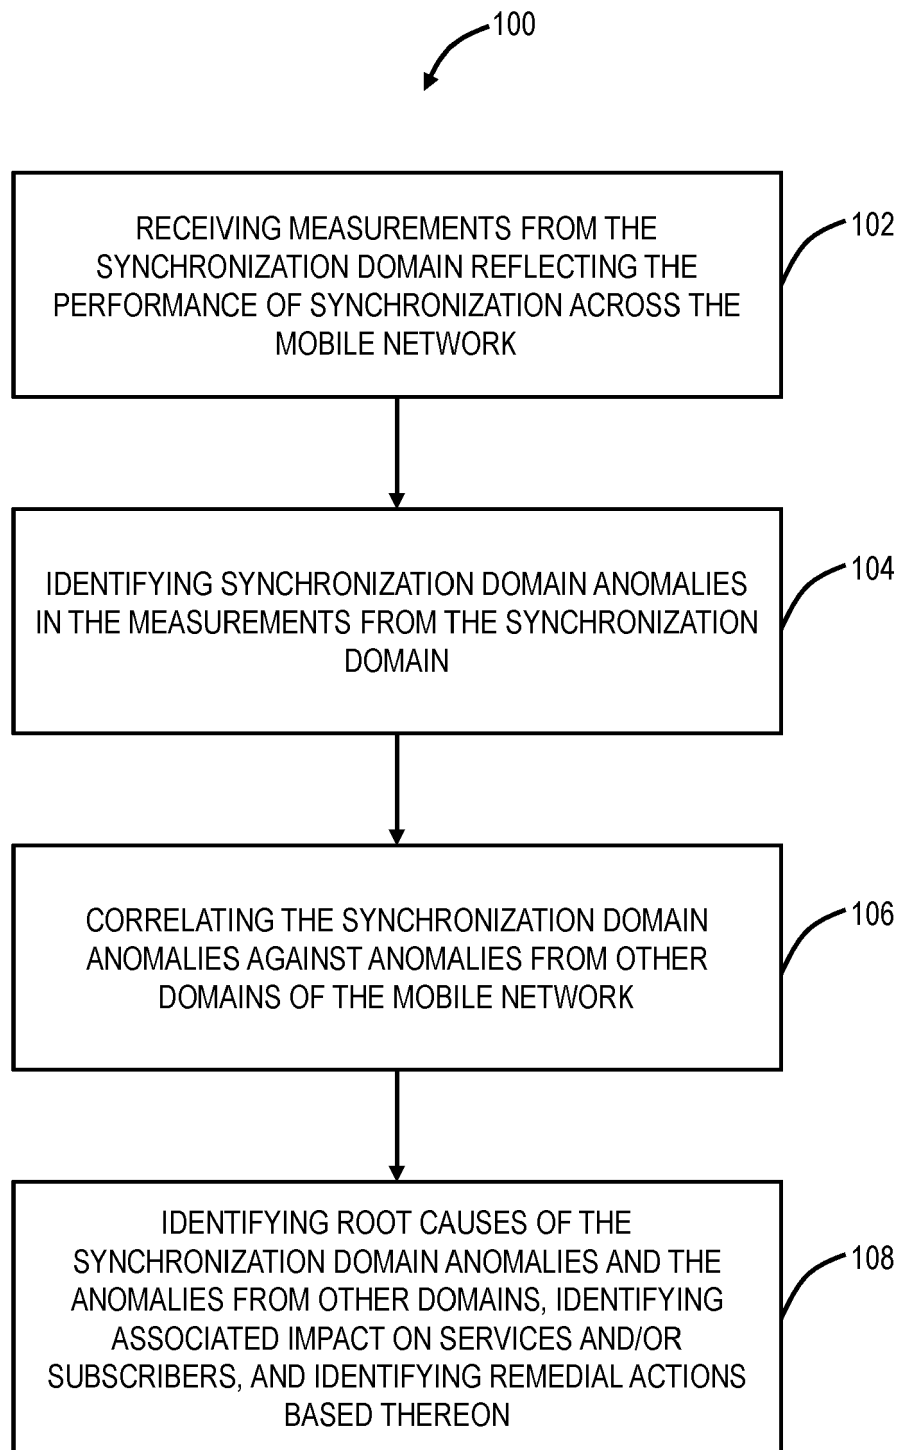 100
RECEIVING MEASUREMENTS FROM THE
SYNCHRONIZATION DOMAIN REFLECTING THE
PERFORMANCE OF SYNCHRONIZATION ACROSS THE
MOBILE NETWORK
102
IDENTIFYING SYNCHRONIZATION DOMAIN ANOMALIES
IN THE MEASUREMENTS FROM THE SYNCHRONIZATION
DOMAIN
104
CORRELATING THE SYNCHRONIZATION DOMAIN
ANOMALIES AGAINST ANOMALIES FROM OTHER
DOMAINS OF THE MOBILE NETWORK
106
IDENTIFYING ROOT CAUSES OF THE
SYNCHRONIZATION DOMAIN ANOMALIES AND THE
ANOMALIES FROM OTHER DOMAINS, IDENTIFYING
ASSOCIATED IMPACT ON SERVICES AND/OR
SUBSCRIBERS, AND IDENTIFYING REMEDIAL ACTIONS
BASED THEREON
108